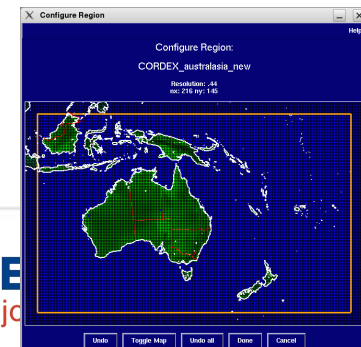 Configure Region
Help
Configure Region:
CORDEX_australasia_new
Resolution: .44
nx: 216 ny: 145
E
jo
Undo
Toggle Map
Undo all
Done
Cancel